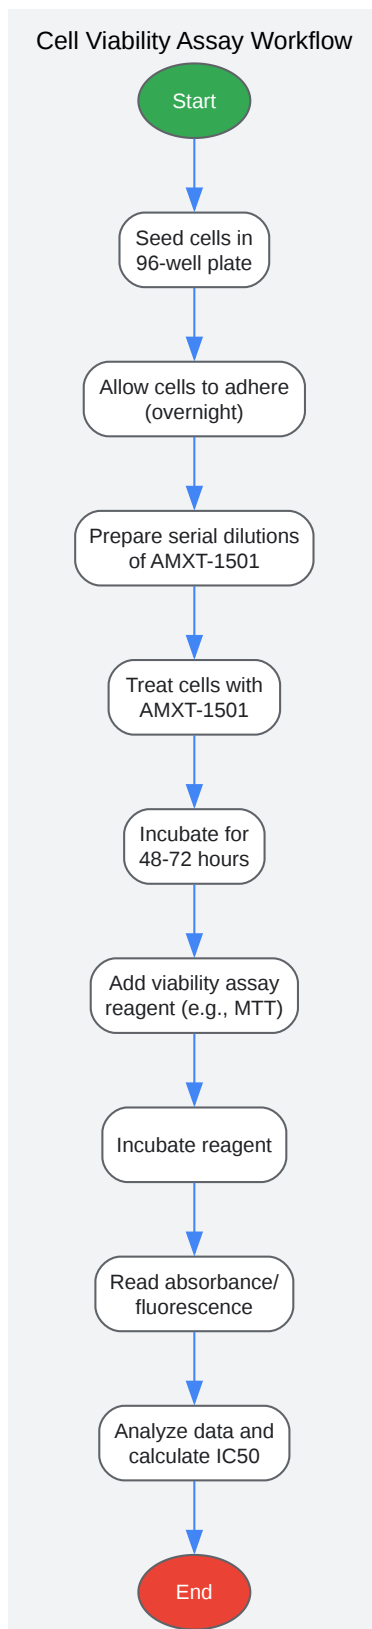 Cell Viability Assay Workflow
Start
Seed cells in
96-well plate
Allow cells to adhere
(overnight)
Prepare serial dilutions
of AMXT-1501
Treat cells with
AMXT-1501
Incubate for
48-72 hours
Add viability assay
reagent (e.g., MTT)
Incubate reagent
Read absorbance/
fluorescence
Analyze data and
calculate IC50
End